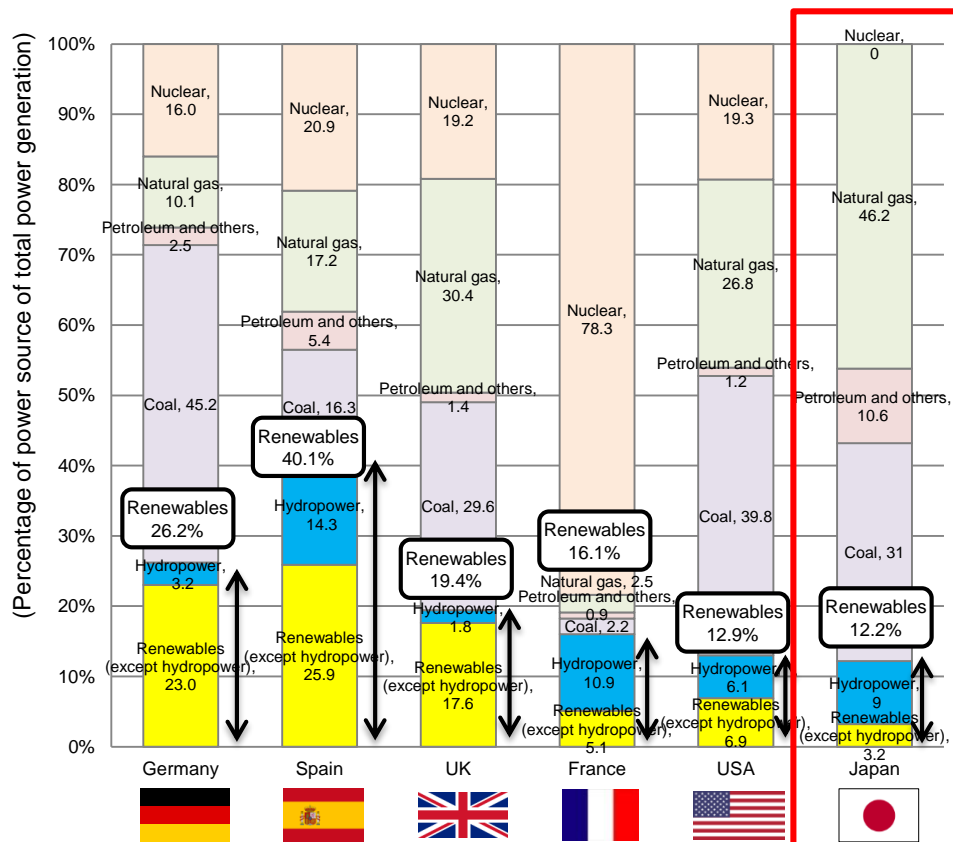 (Percentage of power source of total power generation)
100%
90%
80%
70%
60%
50%
40%
30%
20%
10%
0%
Nuclear,
16.0
Natural gas,
10.1
Petroleum and others,
2.5
Coal, 45.2
Renewables
26.2%
Hydropower,
3.2
Renewables
(except hydropower),
23.0
Germany
Nuclear,
20.9
Natural gas,
17.2
Petroleum and others,
5.4
Coal, 16.3
Renewables
40.1%
Hydropower,
14.3
Renewables
(except hydropower),
25.9
Spain
Nuclear,
19.2
Natural gas,
30.4
Petroleum and others,
1.4
Coal, 29.6
Renewables
19.4%
Hydropower,
1.8
Renewables
(except hydropower),
17.6
UK
Nuclear,
78.3
Renewables
16.1%
Natural gas, 2.5
Petroleum and others,
0.9
Coal, 2.2
Hydropower,
10.9
Renewables
(except hydropower),
5.1
France
Nuclear,
19.3
Natural gas,
26.8
Petroleum and others,
1.2
Coal, 39.8
Renewables
12.9%
Hydropower,
6.1
Renewables
(except hydropower),
6.9
USA
Nuclear,
0
Natural gas,
46.2
Petroleum and others,
10.6
Coal, 31
Renewables
12.2%
Hydropower,
9
Renewables
(except hydropower),
3.2
Japan